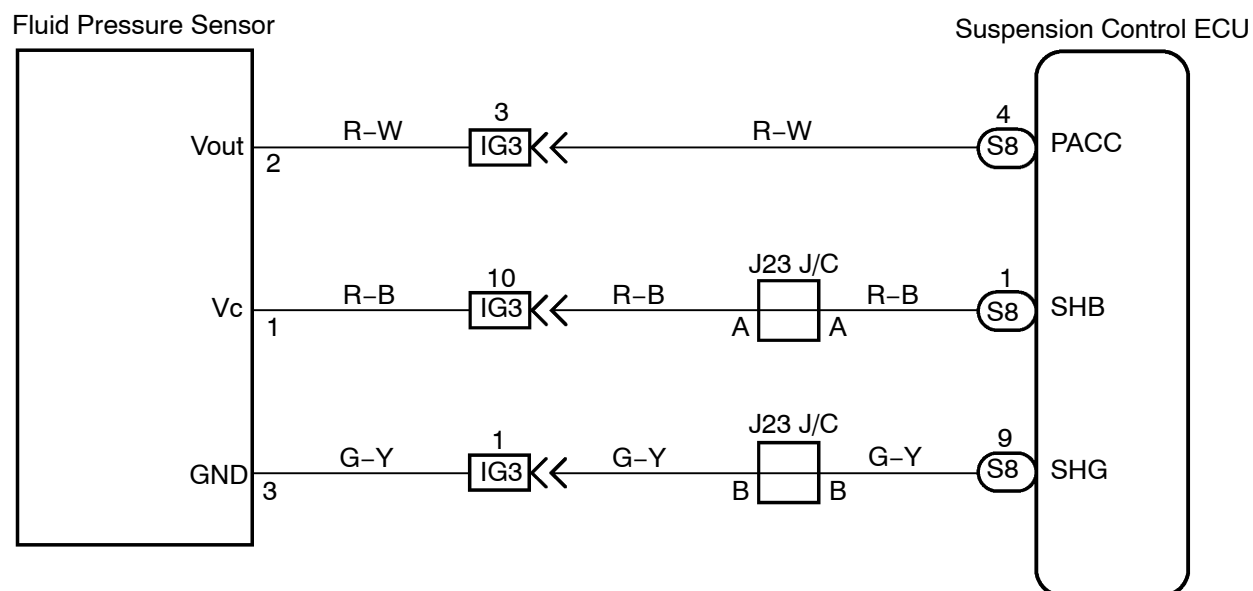 Fluid Pressure Sensor
Suspension Control ECU
Vout
2
R−W
3
IG3
R−W
4
S8
PACC
Vc
1
R−B
10
IG3
R−B
J23 J/C
A
A
R−B
1
S8
SHB
GND
3
G−Y
1
IG3
G−Y
J23 J/C
B
B
G−Y
9
S8
SHG